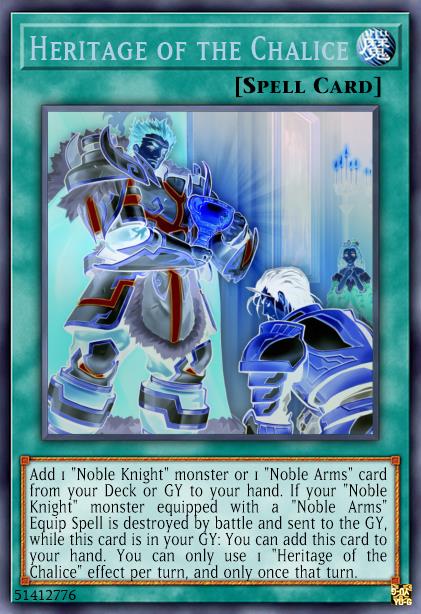 Heritage of the Chalice 魔
[Spell Card]
Add 1 "Noble Knight" monster or 1 "Noble Arms" card
from your Deck or GY to your hand. If your "Noble
Knight" monster equipped with a "Noble Arms"
Equip Spell is destroyed by battle and sent to the GY,
while this card is in your GY: You can add this card to
your hand. You can only use 1 "Heritage of the
Chalice" effect per turn, and only once that turn.
51412776